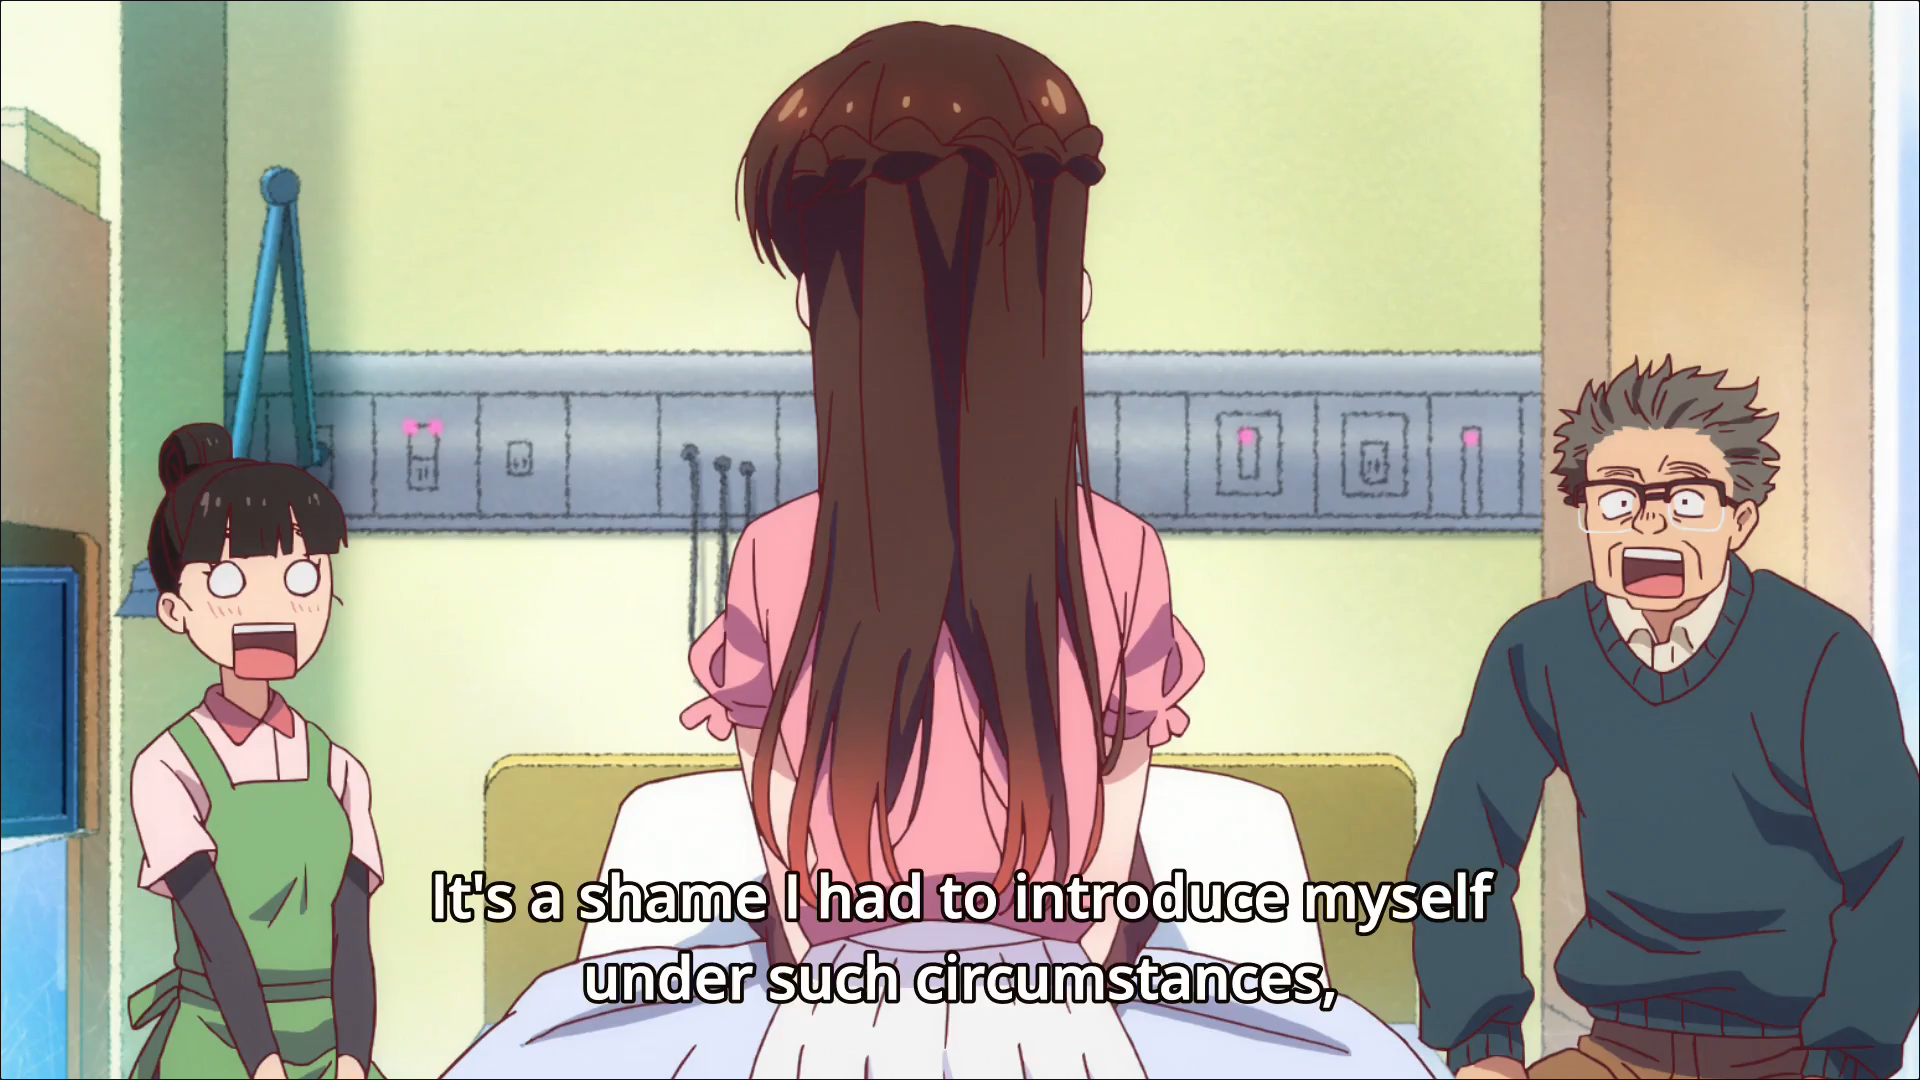 It's a shame I had to introduce myself
under such circumstances,